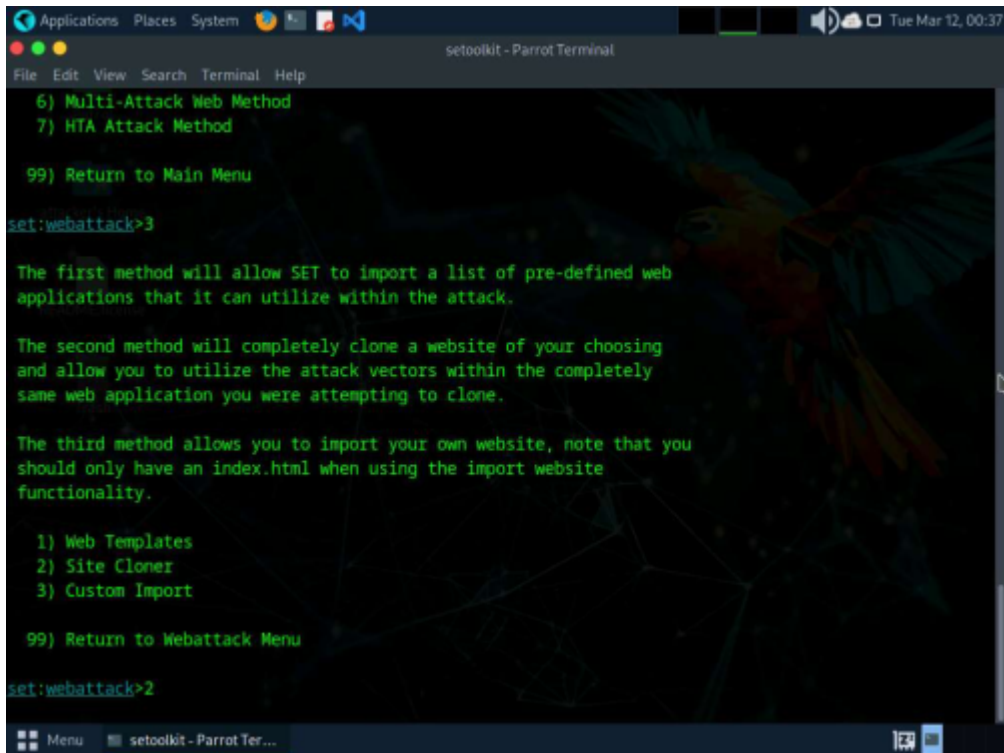 Applications Places System Tue Mar 12, 00:37
setoolkit - Parrot Terminal
File Edit View Search Terminal Help
6) Multi-Attack Web Method
7) HTA Attack Method
99) Return to Main Menu
set:webattack>3
The first method will allow SET to import a list of pre-defined web
applications that it can utilize within the attack.
The second method will completely clone a website of your choosing
and allow you to utilize the attack vectors within the completely
same web application you were attempting to clone.
The third method allows you to import your own website, note that you
should only have an index.html when using the import website
functionality.
1) Web Templates
2) Site Cloner
3) Custom Import
99) Return to Webattack Menu
set:webattack>2
Menu setoolkit - Parrot Ter...